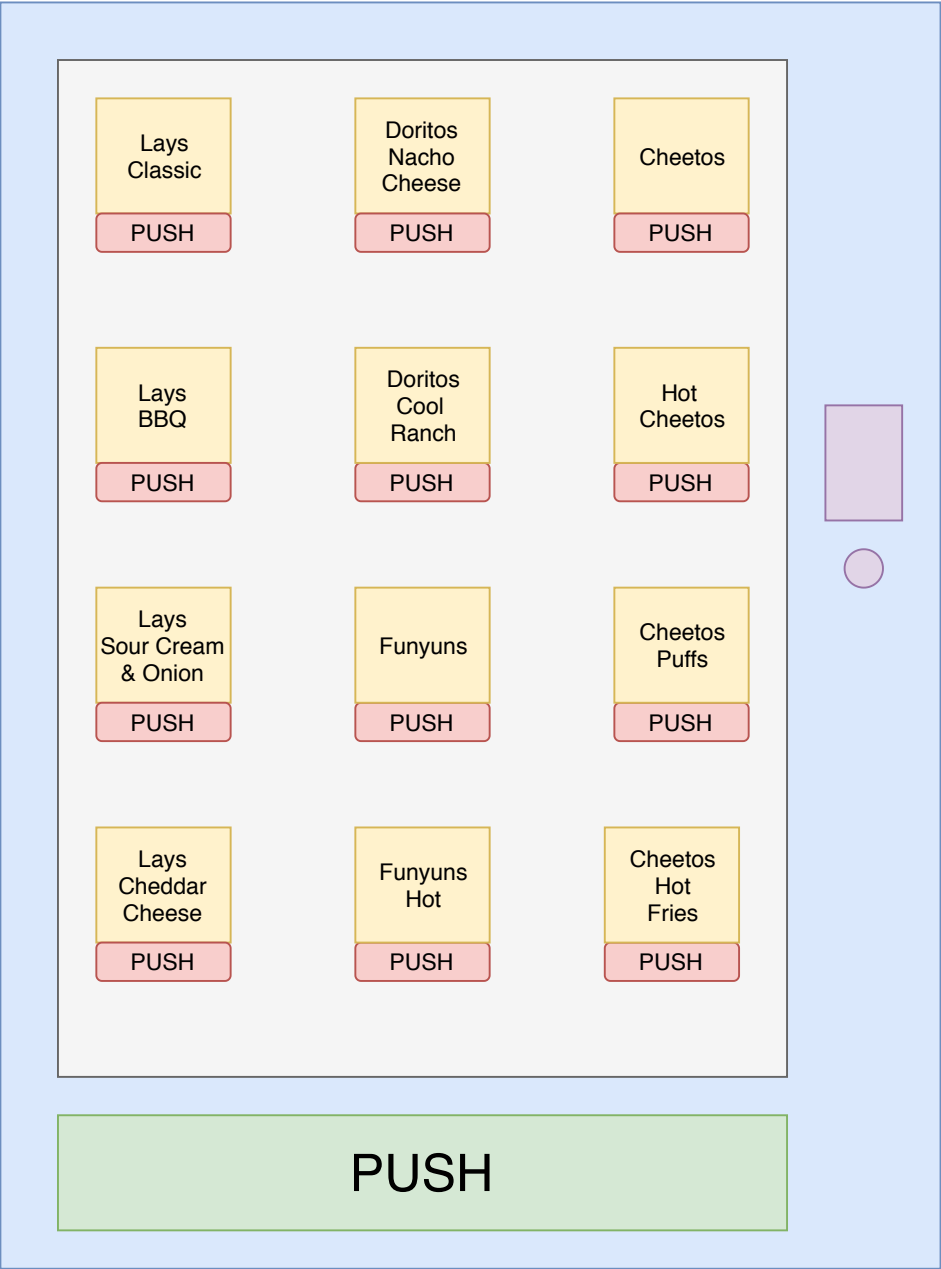 Lays
Classic
PUSH
Doritos
Nacho
Cheese
PUSH
Cheetos
PUSH
Lays
BBQ
PUSH
Doritos
Cool
Ranch
PUSH
Hot
Cheetos
PUSH
Lays
Sour Cream
& Onion
PUSH
Funyuns
PUSH
Cheetos
Puffs
PUSH
Lays
Cheddar
Cheese
PUSH
Funyuns
Hot
PUSH
Cheetos
Hot
Fries
PUSH
PUSH